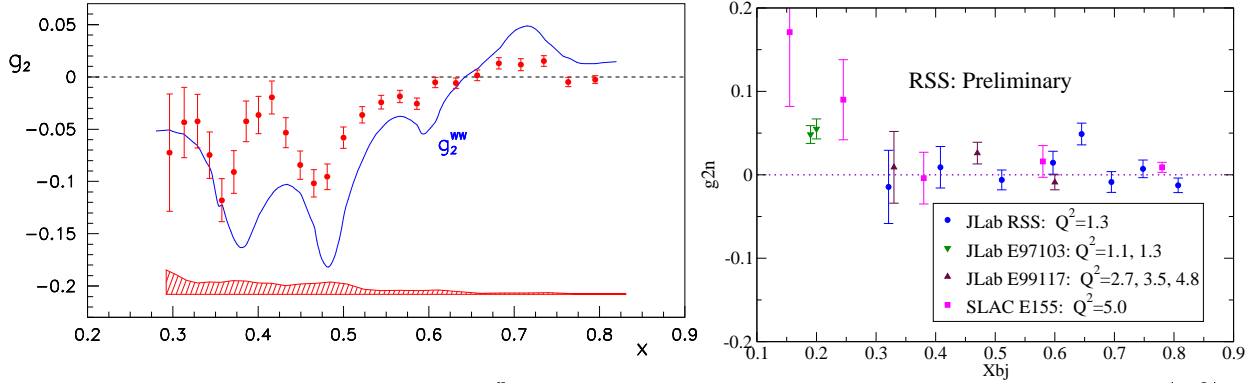 0.05
g₂
0
-0.05
-0.1
-0.15
-0.2
g₂ᵂᵂ
0.2 0.3 0.4 0.5 0.6 0.7 0.8 0.9
x
0.2
0.1
g2n
0
-0.1
-0.2
RSS: Preliminary
JLab RSS: Q²=1.3
JLab E97103: Q²=1.1, 1.3
JLab E99117: Q²=2.7, 3.5, 4.8
SLAC E155: Q²=5.0
0.1 0.2 0.3 0.4 0.5 0.6 0.7 0.8 0.9
Xbj